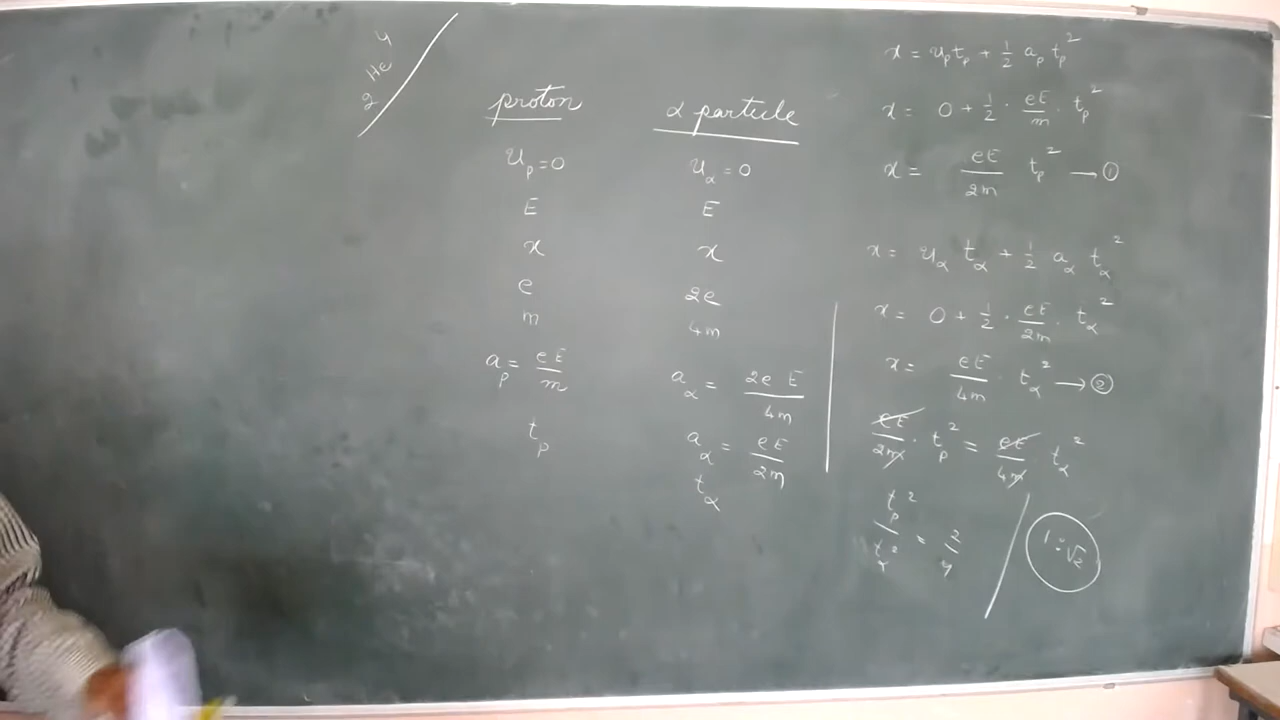 4
He
2
proton
u_p = 0
E
x
e
m
a_p = eE/m
t_p
α particle
u_α = 0
E
x
2e
4m
a_α = 2e E/4m
a_α = eE/2m
t_α
x = u_p t_p + 1/2 a_p t_p^2
x = 0 + 1/2 · eE/m · t_p^2
x = eE/2m t_p^2 → ①
x = u_α t_α + 1/2 a_α t_α^2
x = 0 + 1/2 · eE/2m · t_α^2
x = eE/4m · t_α^2 → ②
eE/2m · t_p^2 = eE/4m t_α^2
t_p^2/t_α^2 = 2/4
1 : √2